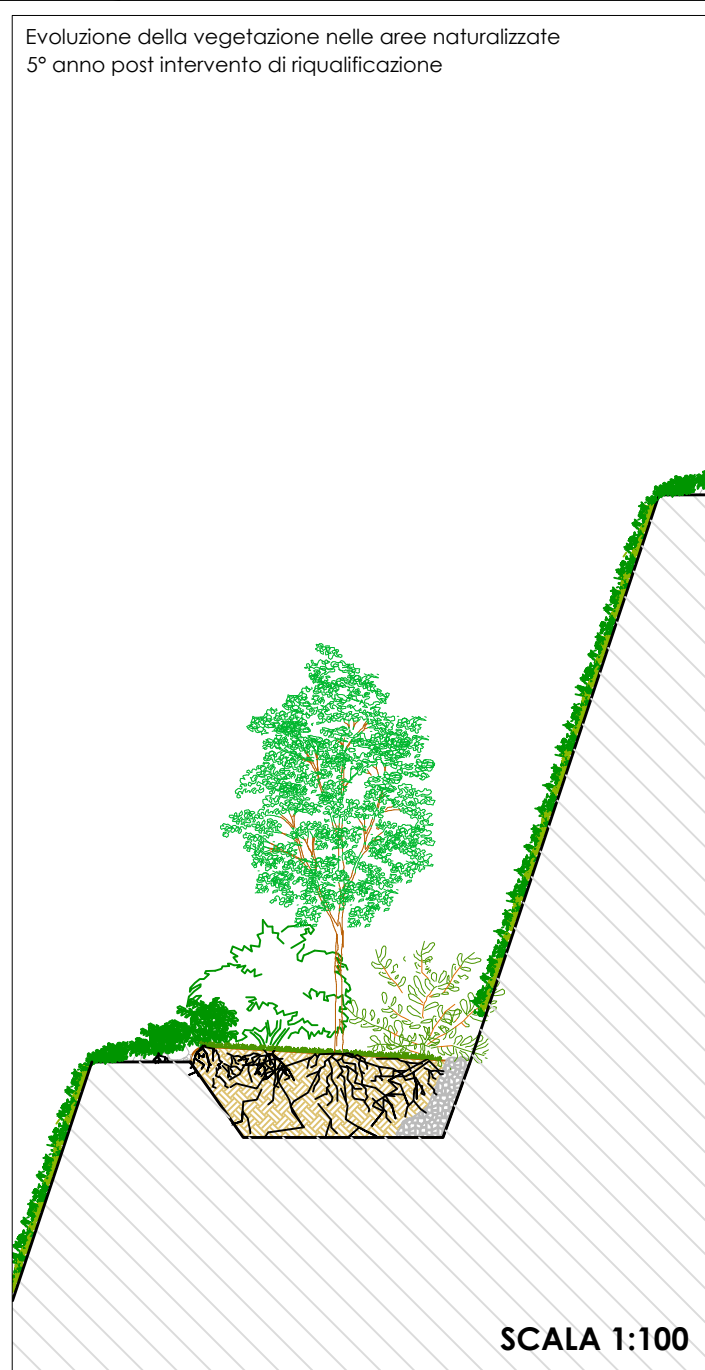 Evoluzione della vegetazione nelle aree naturalizzate
5° anno post intervento di riqualificazione
SCALA 1:100